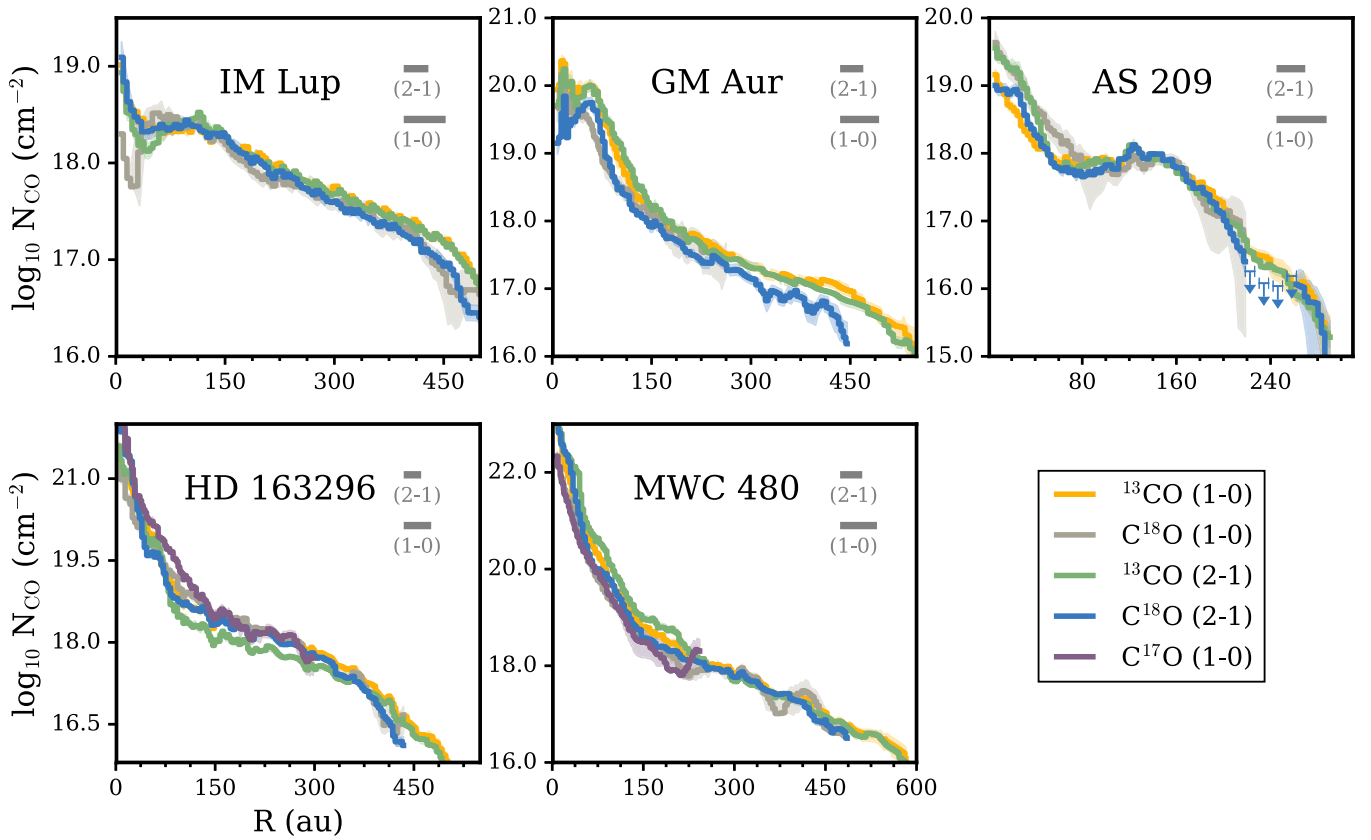 IM Lup
(2-1)
(1-0)
log₁₀ N_CO (cm⁻²)
19.0
18.0
17.0
16.0
0 150 300 450
GM Aur
(2-1)
(1-0)
21.0
20.0
19.0
18.0
17.0
16.0
0 150 300 450
AS 209
(2-1)
(1-0)
20.0
19.0
18.0
17.0
16.0
15.0
80 160 240
HD 163296
(2-1)
(1-0)
log₁₀ N_CO (cm⁻²)
21.0
19.5
18.0
16.5
0 150 300 450
R (au)
MWC 480
(2-1)
(1-0)
22.0
20.0
18.0
16.0
0 150 300 450 600
¹³CO (1-0)
C¹⁸O (1-0)
¹³CO (2-1)
C¹⁸O (2-1)
C¹⁷O (1-0)